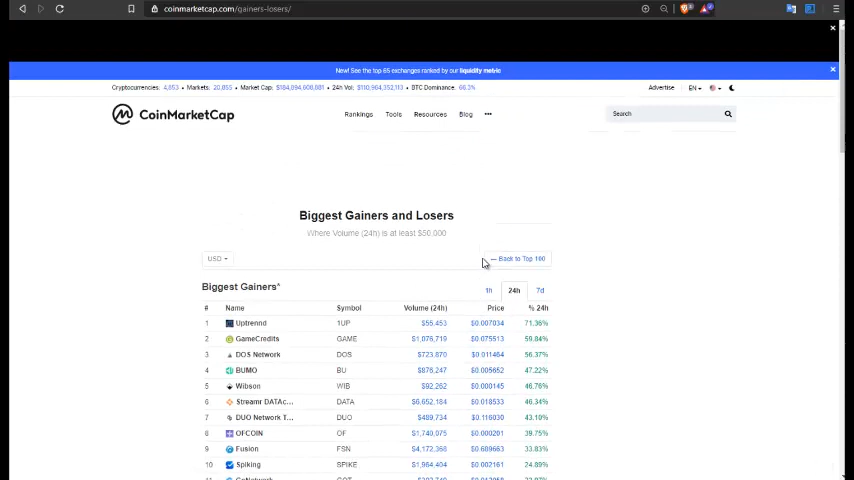 coinmarketcap.com/gainers-losers/
New! See the top 65 exchanges ranked by our liquidity metric
Cryptocurrencies: 4,853 • Markets: 20,855 • Market Cap: $184,694,608,881 • 24h Vol: $110,964,352,113 • BTC Dominance: 66.3%
Advertise EN
CoinMarketCap
Rankings Tools Resources Blog •••
Search
Biggest Gainers and Losers
Where Volume (24h) is at least $50,000
USD
← Back to Top 100
Biggest Gainers^
1h 24h 7d
# Name Symbol Volume (24h) Price % 24h
1 Uptrennd 1UP $55,453 $0.007034 71.36%
2 GameCredits GAME $1,076,719 $0.075513 59.84%
3 DOS Network DOS $723,870 $0.011464 56.37%
4 BUMO BU $876,247 $0.005652 47.22%
5 Wibson WIB $92,262 $0.000145 46.76%
6 Streamr DATAc... DATA $6,652,184 $0.018533 46.34%
7 DUO Network T... DUO $489,734 $0.116030 43.10%
8 OFCOIN OF $1,740,075 $0.000201 39.75%
9 Fusion FSN $4,172,368 $0.689663 33.83%
10 Spiking SPIKE $1,964,404 $0.002161 24.89%